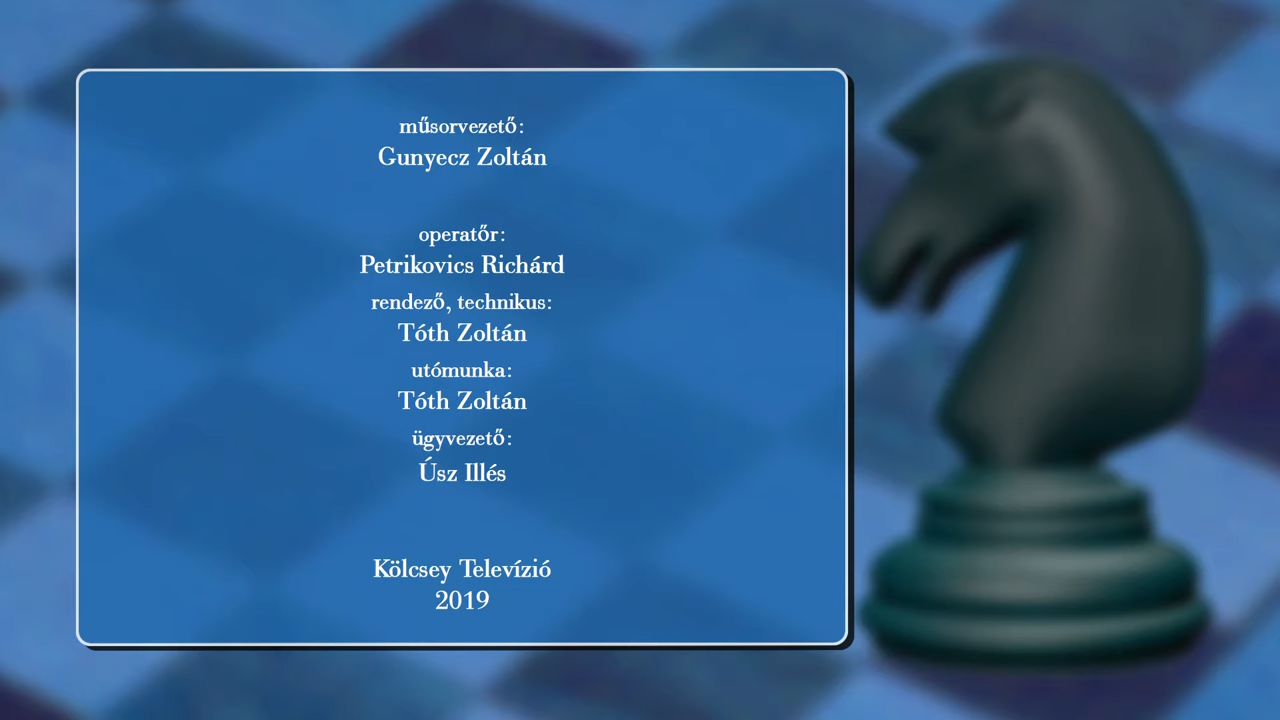 műsorvezető:
Gunyecz Zoltán
operatőr:
Petrikovics Richárd
rendező, technikus:
Tóth Zoltán
utómunka:
Tóth Zoltán
ügyvezető:
Úsz Illés
Kölcsey Televízió
2019